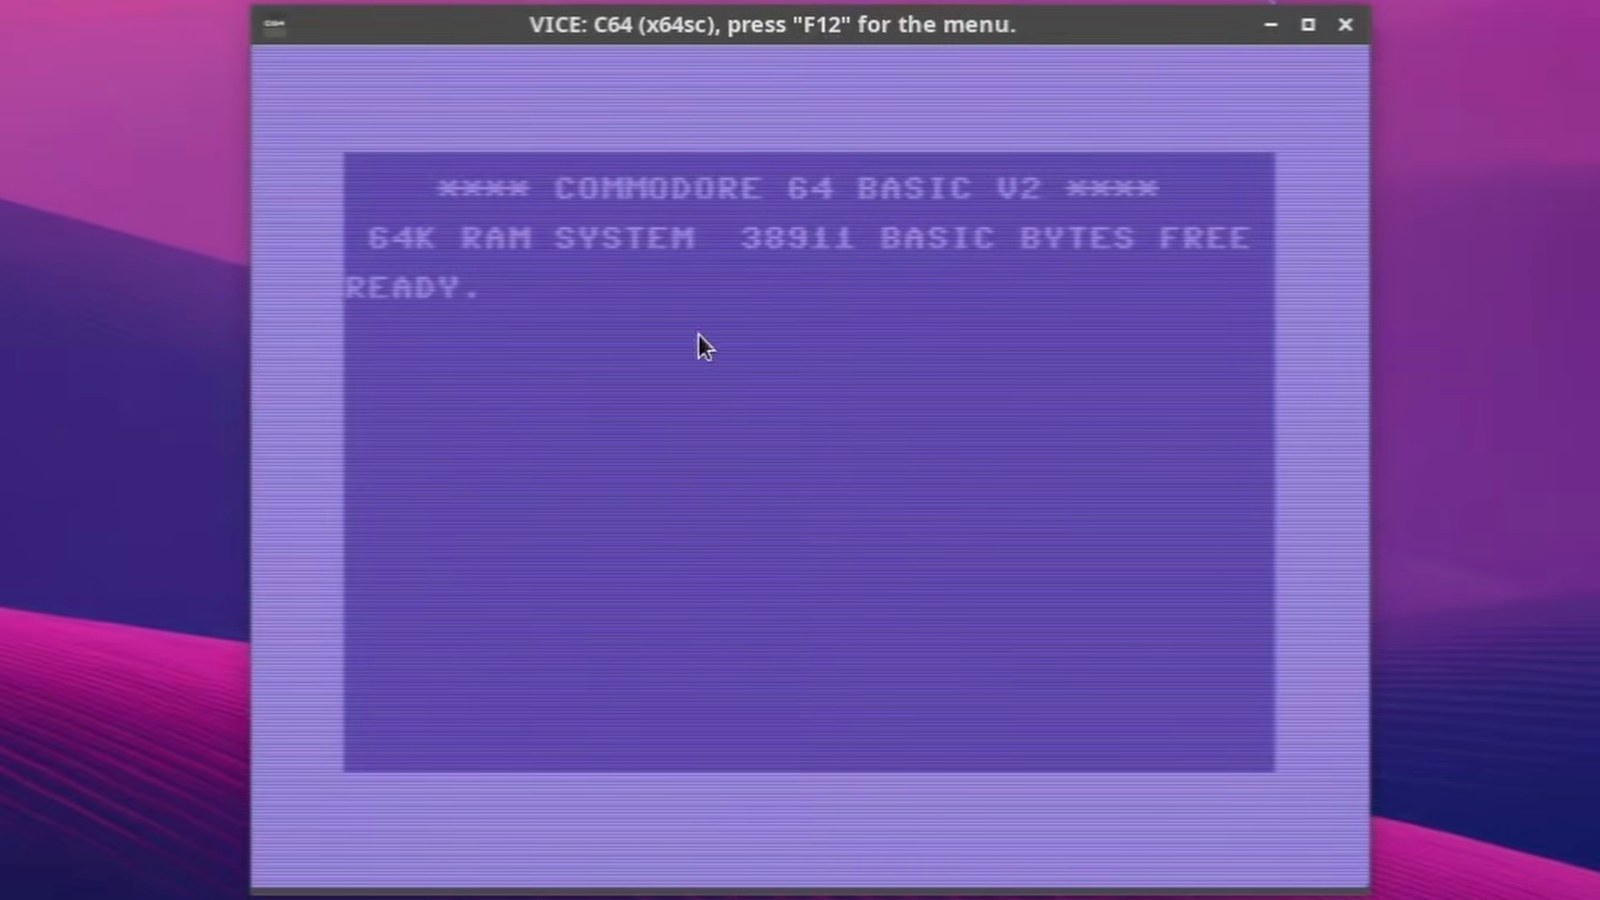 VICE: C64 (x64sc), press "F12" for the menu.
**** COMMODORE 64 BASIC V2 ****
64K RAM SYSTEM  38911 BASIC BYTES FREE
READY.